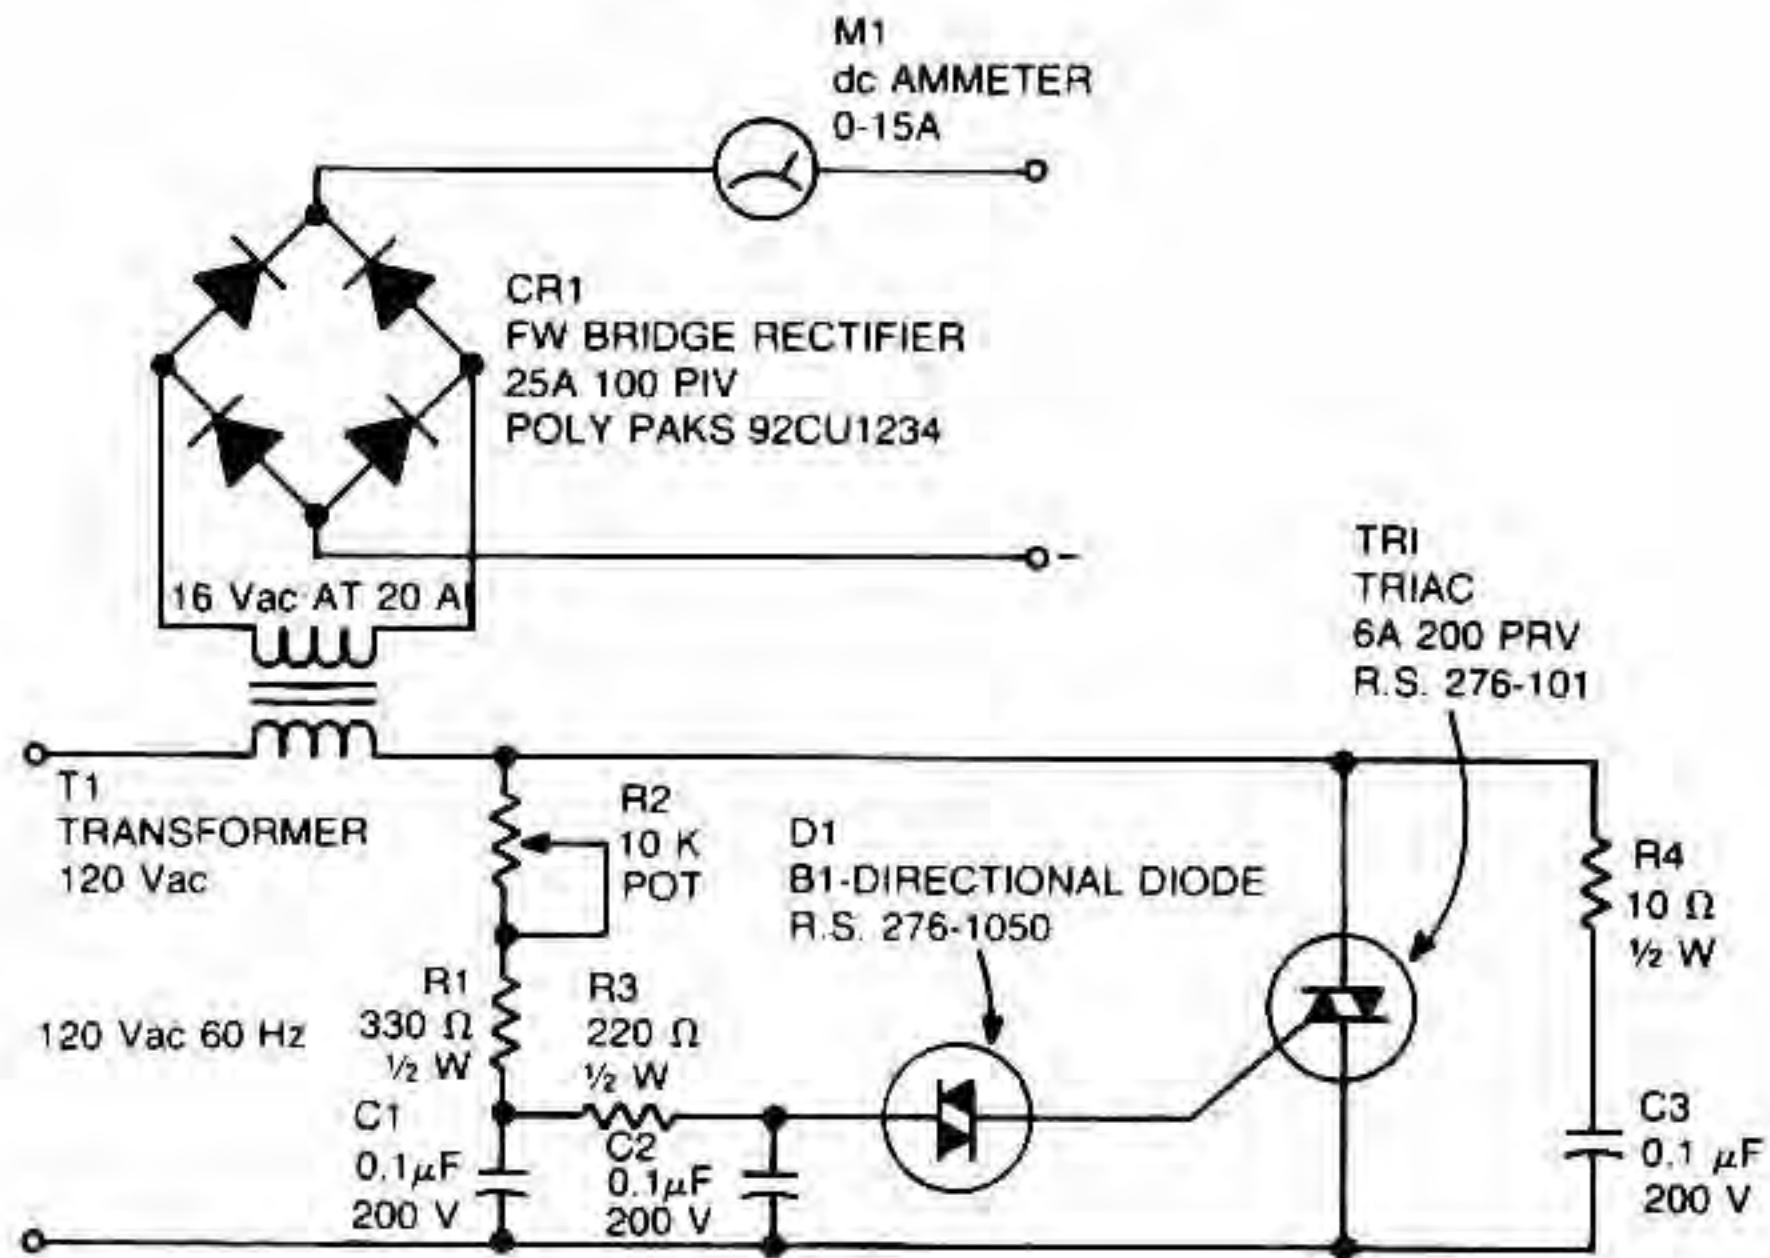 M1
dc AMMETER
0-15A
CR1
FW BRIDGE RECTIFIER
25A 100 PIV
POLY PAKS 92CU1234
-
16 Vac AT 20 A
TRI
TRIAC
6A 200 PRV
R.S. 276-101
T1
TRANSFORMER
120 Vac
R2
10 K
POT
D1
B1-DIRECTIONAL DIODE
R.S. 276-1050
R4
10 Ω
½ W
R1
330 Ω
½ W
R3
220 Ω
½ W
120 Vac 60 Hz
C1
0.1µF
200 V
C2
0.1µF
200 V
C3
0.1 µF
200 V